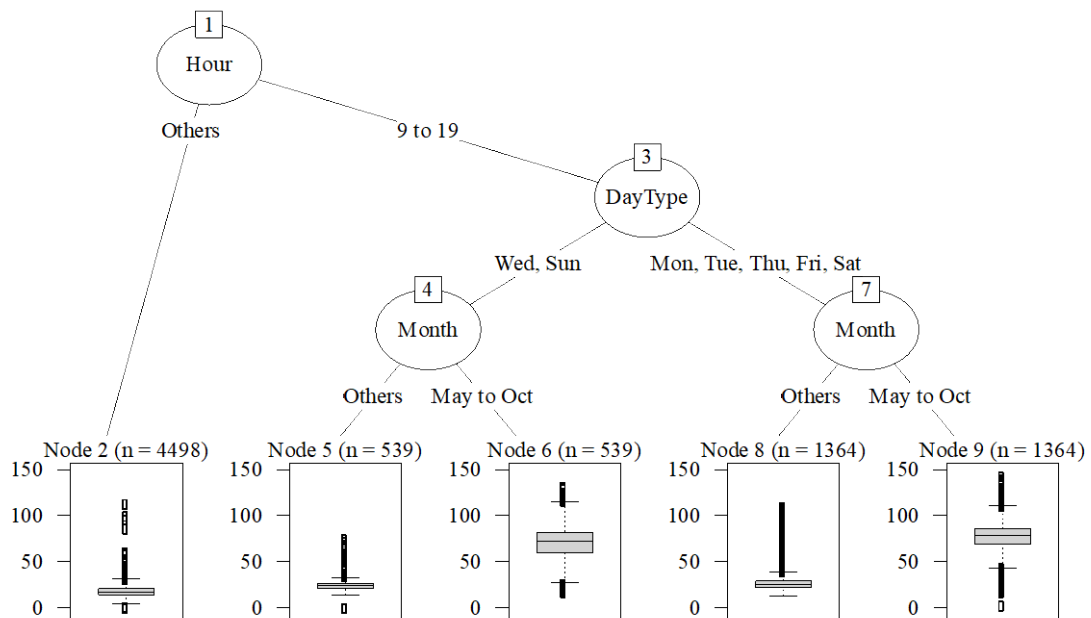 1
Hour
Others
9 to 19
3
DayType
Wed, Sun
Mon, Tue, Thu, Fri, Sat
4
Month
7
Month
Others
May to Oct
Others
May to Oct
Node 2 (n = 4498)
Node 5 (n = 539)
Node 6 (n = 539)
Node 8 (n = 1364)
Node 9 (n = 1364)
150
100
50
0
150
100
50
0
150
100
50
0
150
100
50
0
150
100
50
0